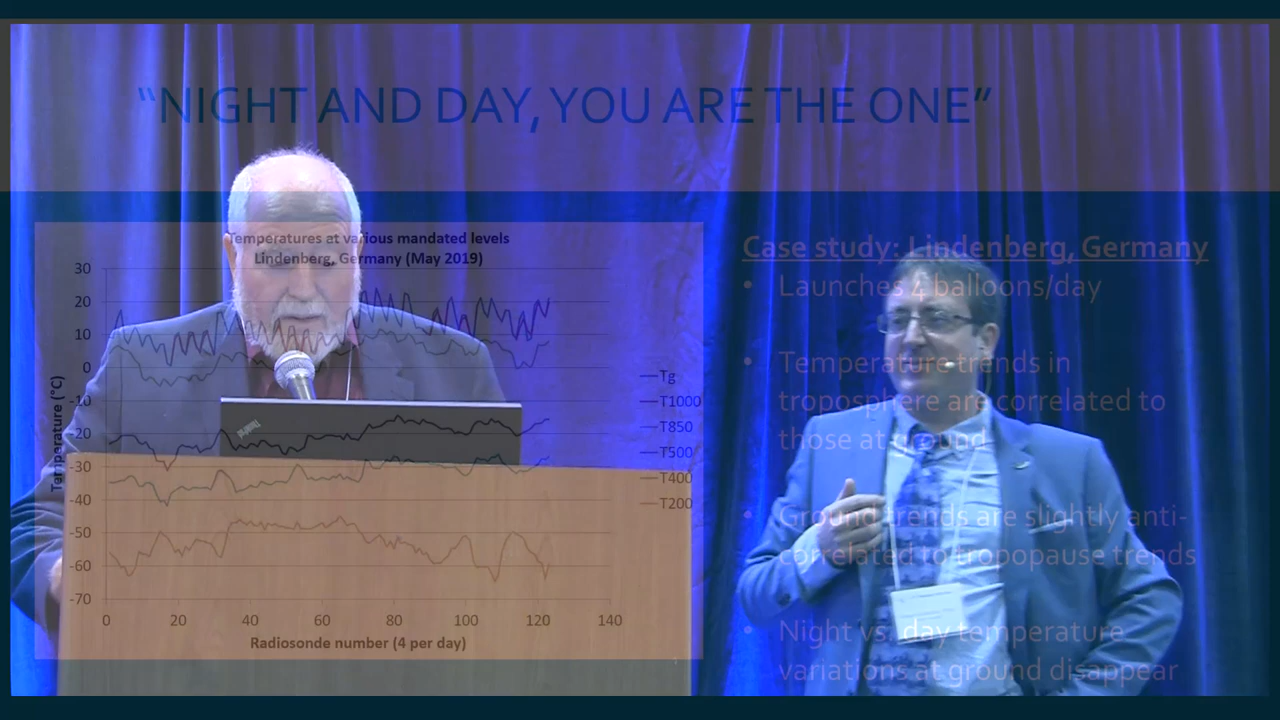 “NIGHT AND DAY, YOU ARE THE ONE”
Temperatures at various mandated levels
Lindenberg, Germany (May 2019)
30
20
10
0
-10
-20
-30
-40
-50
-60
-70
Temperature (°C)
0 20 40 60 80 100 120 140
Radiosonde number (4 per day)
Tg
T1000
T850
T500
T400
T200
Case study: Lindenberg, Germany
• Launches 4 balloons/day
• Temperature trends in
troposphere are correlated to
those at ground
• Ground trends are slightly anti-
correlated to tropopause trends
• Night vs. day temperature
variations at ground disappear